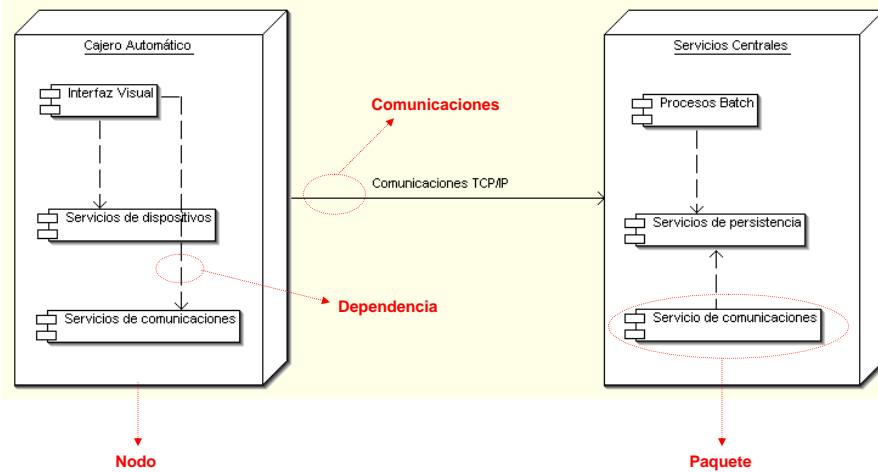 Cajero Automático
Servicios Centrales
Interfaz Visual
Procesos Batch
Comunicaciones
Comunicaciones TCP/IP
Servicios de dispositivos
Servicios de persistencia
Dependencia
Servicios de comunicaciones
Servicio de comunicaciones
Nodo
Paquete